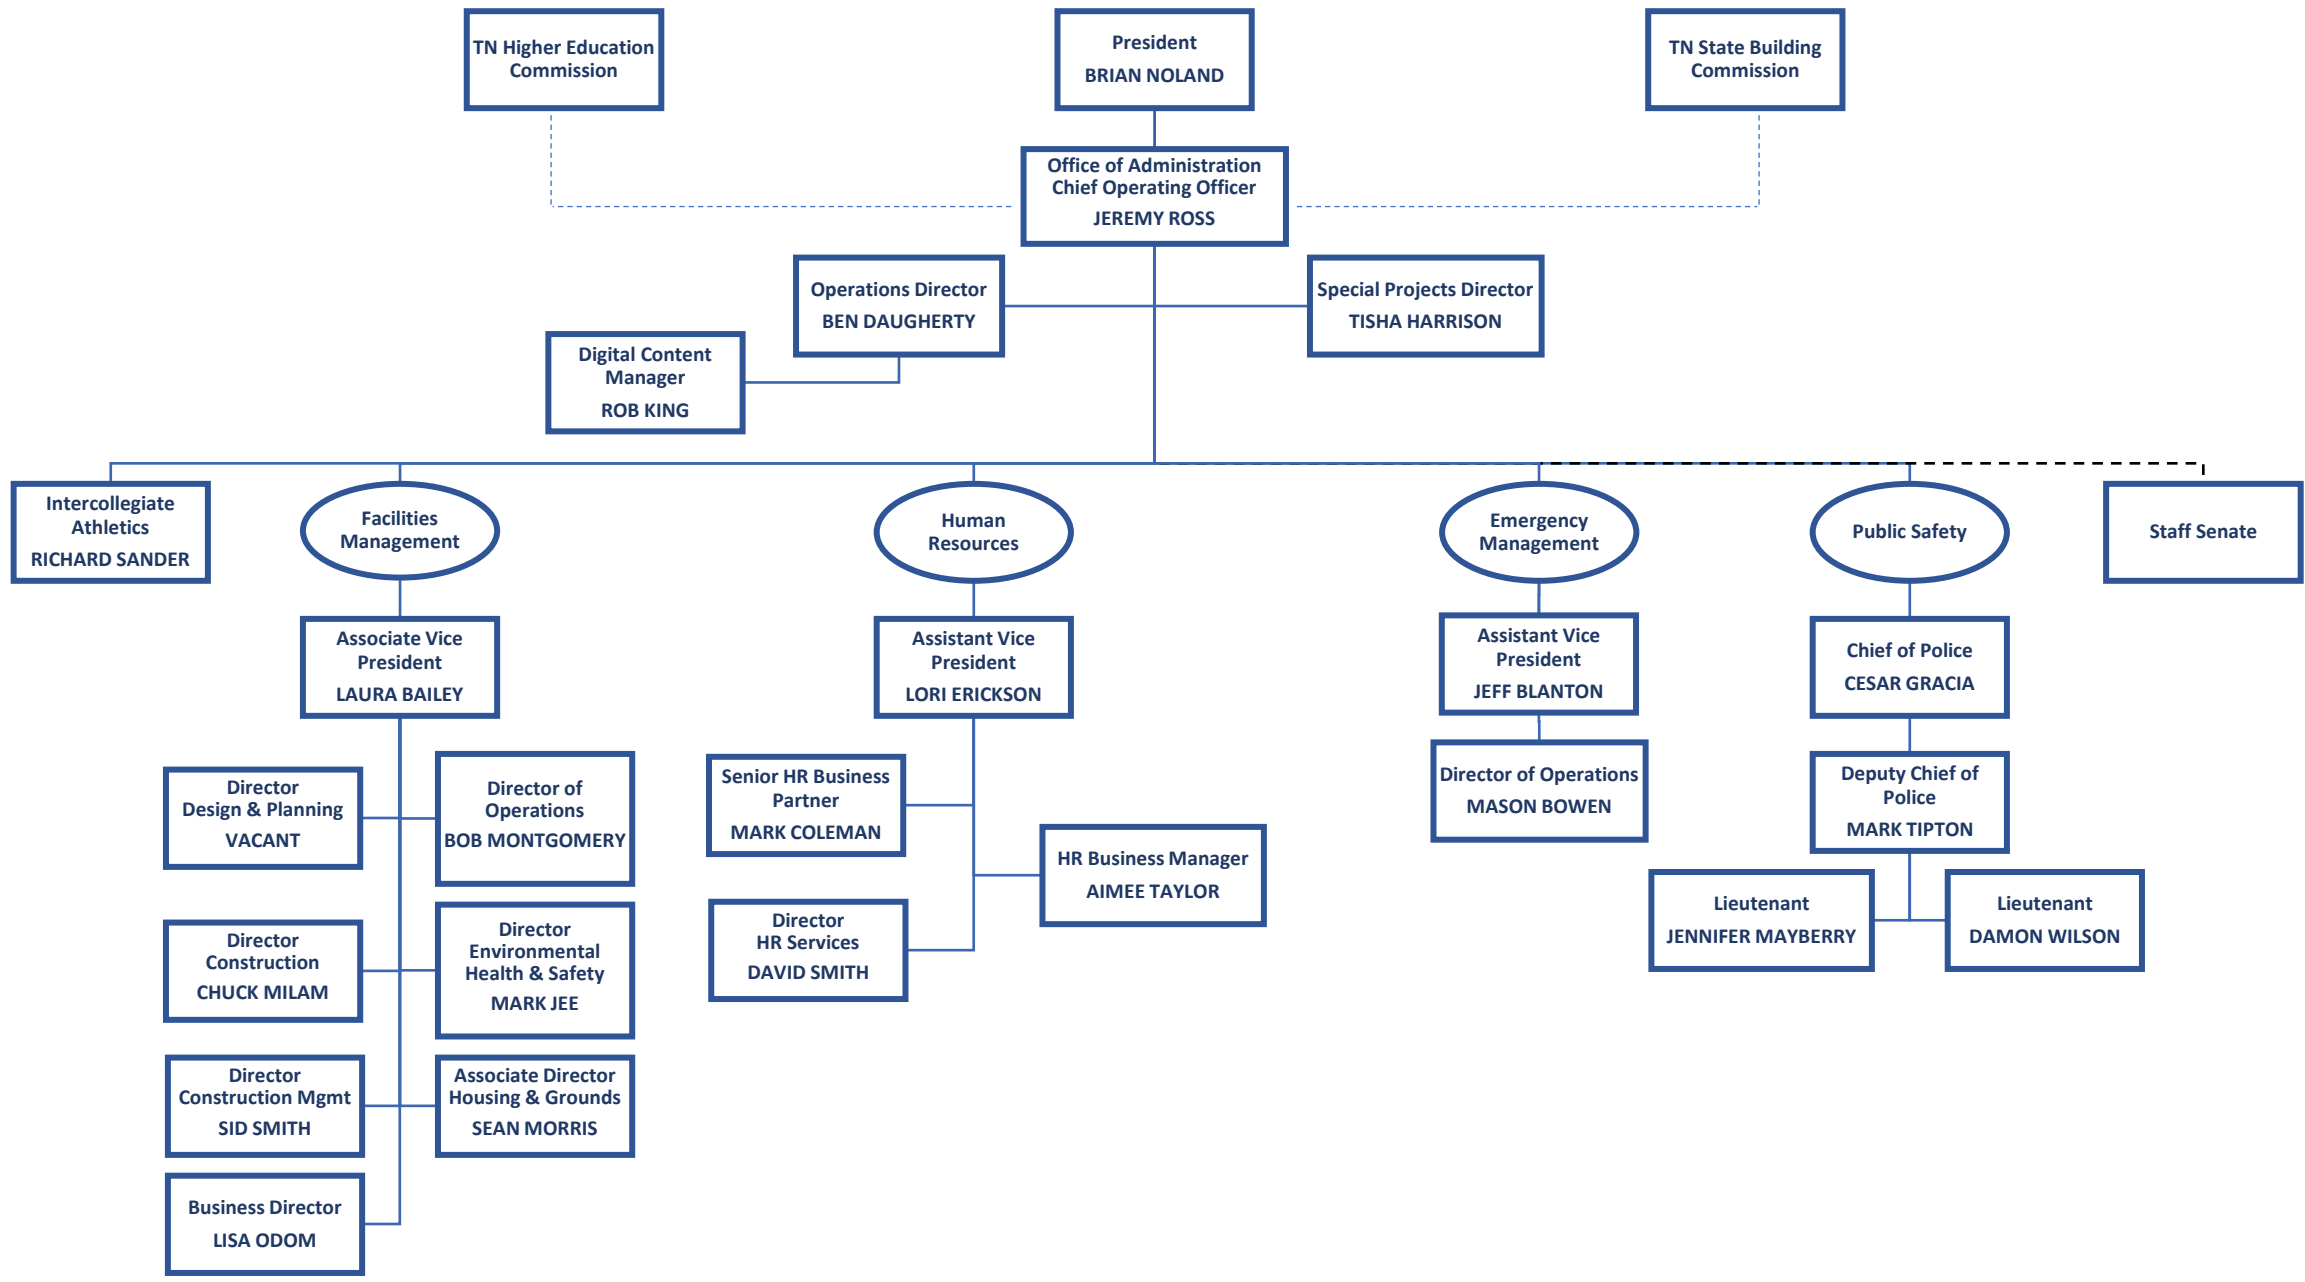 TN Higher Education
Commission
President
BRIAN NOLAND
TN State Building
Commission
Office of Administration
Chief Operating Officer
JEREMY ROSS
Operations Director
BEN DAUGHERTY
Special Projects Director
TISHA HARRISON
Digital Content
Manager
ROB KING
Intercollegiate
Athletics
RICHARD SANDER
Facilities
Management
Human
Resources
Emergency
Management
Public Safety
Staff Senate
Associate Vice
President
LAURA BAILEY
Assistant Vice
President
LORI ERICKSON
Assistant Vice
President
JEFF BLANTON
Chief of Police
CESAR GRACIA
Director
Design & Planning
VACANT
Director of
Operations
BOB MONTGOMERY
Senior HR Business
Partner
MARK COLEMAN
Director of Operations
MASON BOWEN
Deputy Chief of
Police
MARK TIPTON
HR Business Manager
AIMEE TAYLOR
Lieutenant
JENNIFER MAYBERRY
Lieutenant
DAMON WILSON
Director
Construction
CHUCK MILAM
Director
Environmental
Health & Safety
MARK JEE
Director
HR Services
DAVID SMITH
Director
Construction Mgmt
SID SMITH
Associate Director
Housing & Grounds
SEAN MORRIS
Business Director
LISA ODOM